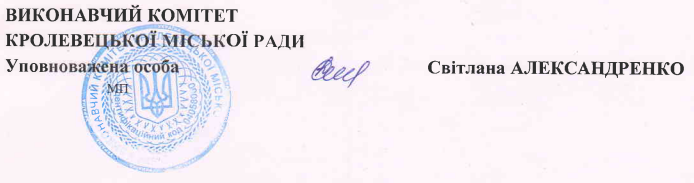 ВИКОНАВЧИЙ КОМІТЕТ
КРОЛЕВЕЦЬКОЇ МІСЬКОЇ РАДИ
Уповноважена особа Світлана АЛЕКСАНДРЕНКО
МП